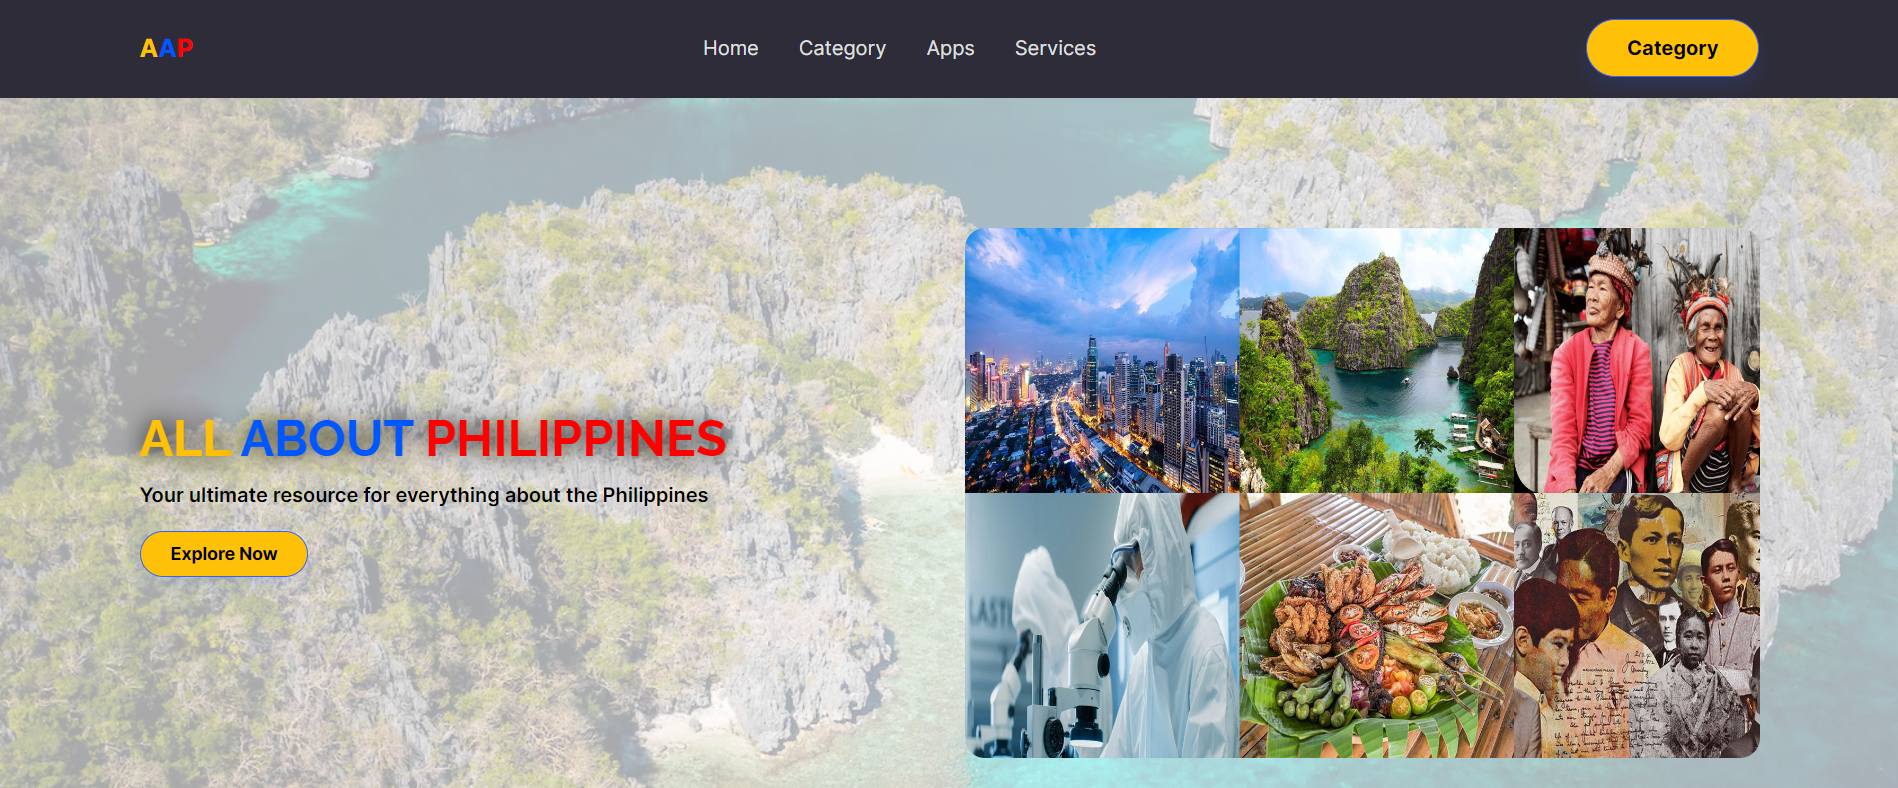 AAP
Home
Category
Apps
Services
Category
ALL ABOUT PHILIPPINES
Your ultimate resource for everything about the Philippines
Explore Now